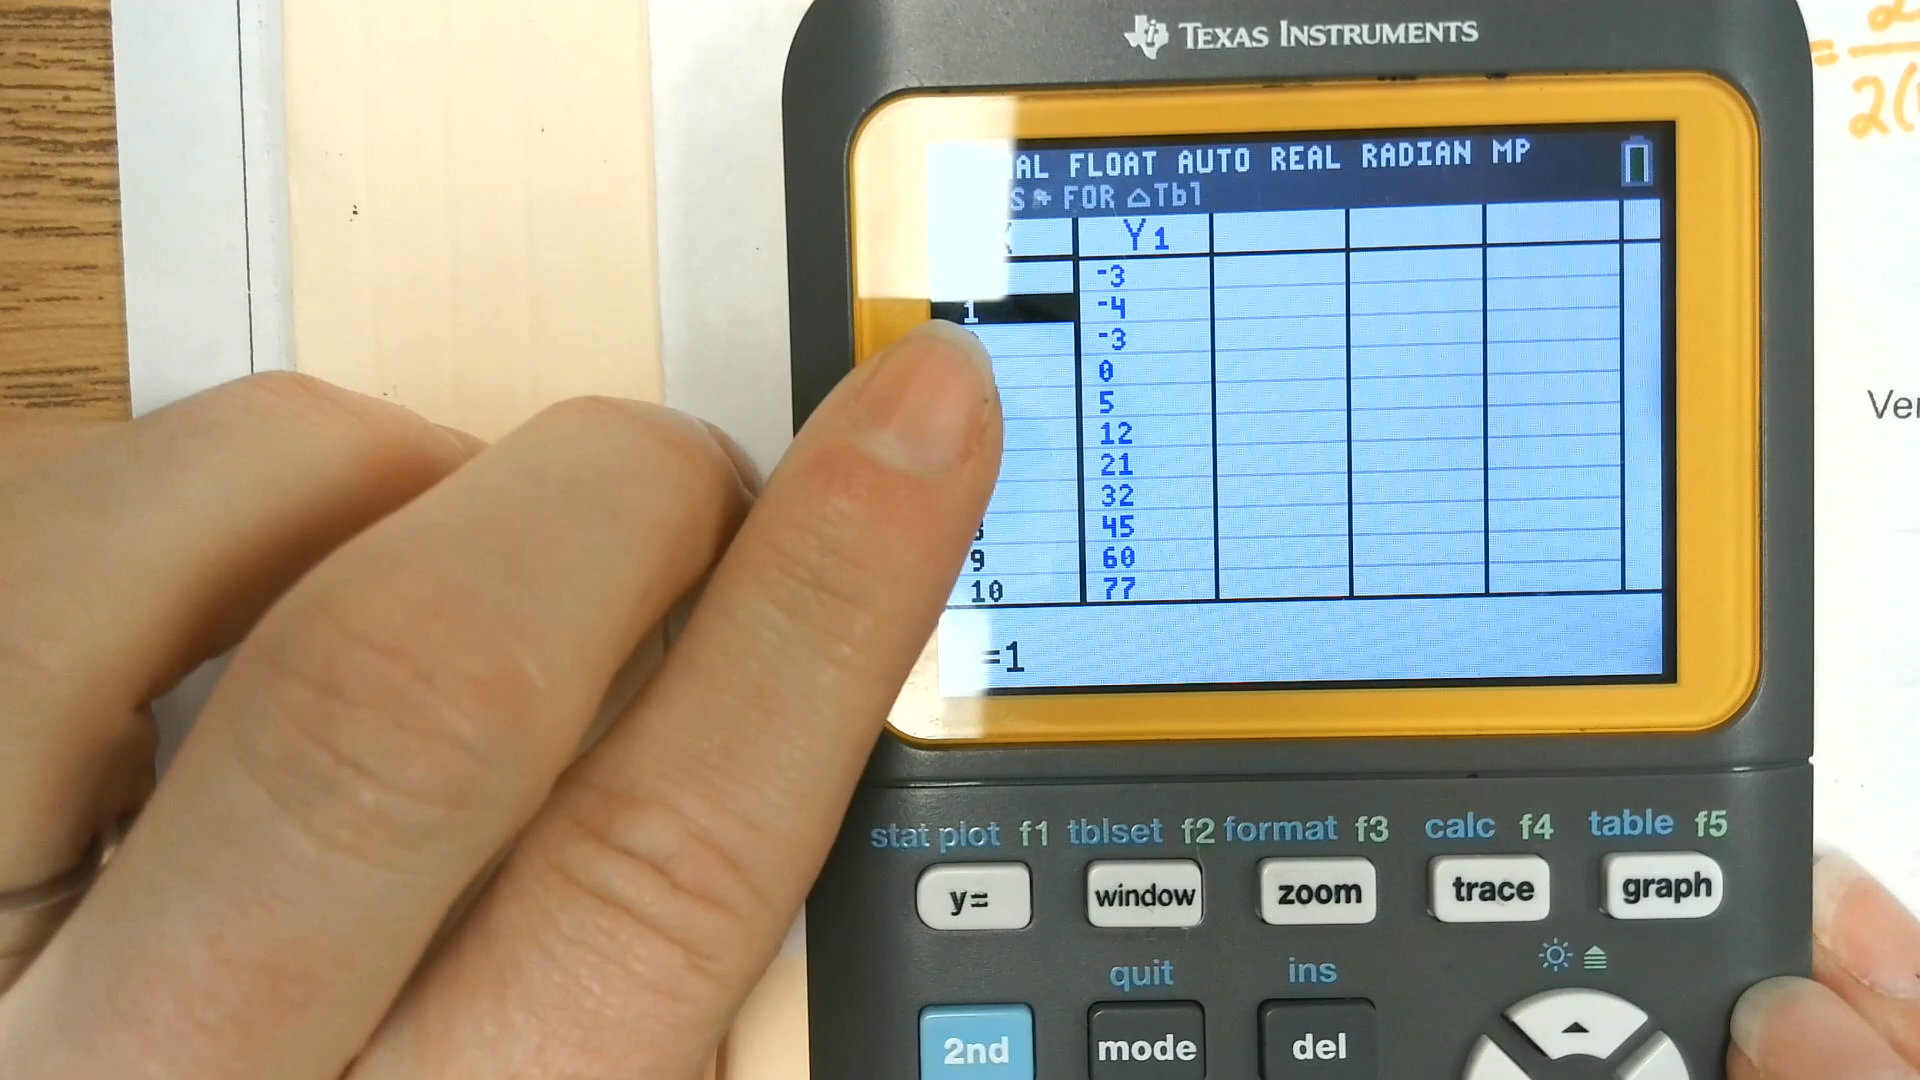 TEXAS INSTRUMENTS
AL FLOAT AUTO REAL RADIAN MP
FOR △Tbl
Y1
-3
1 -4
-3
0
5
12
21
32
45
9 60
10 77
=1
stat plot f1 tblset f2 format f3 calc f4 table f5
y= window zoom trace graph
quit ins
2nd mode del
=
2(
Ver